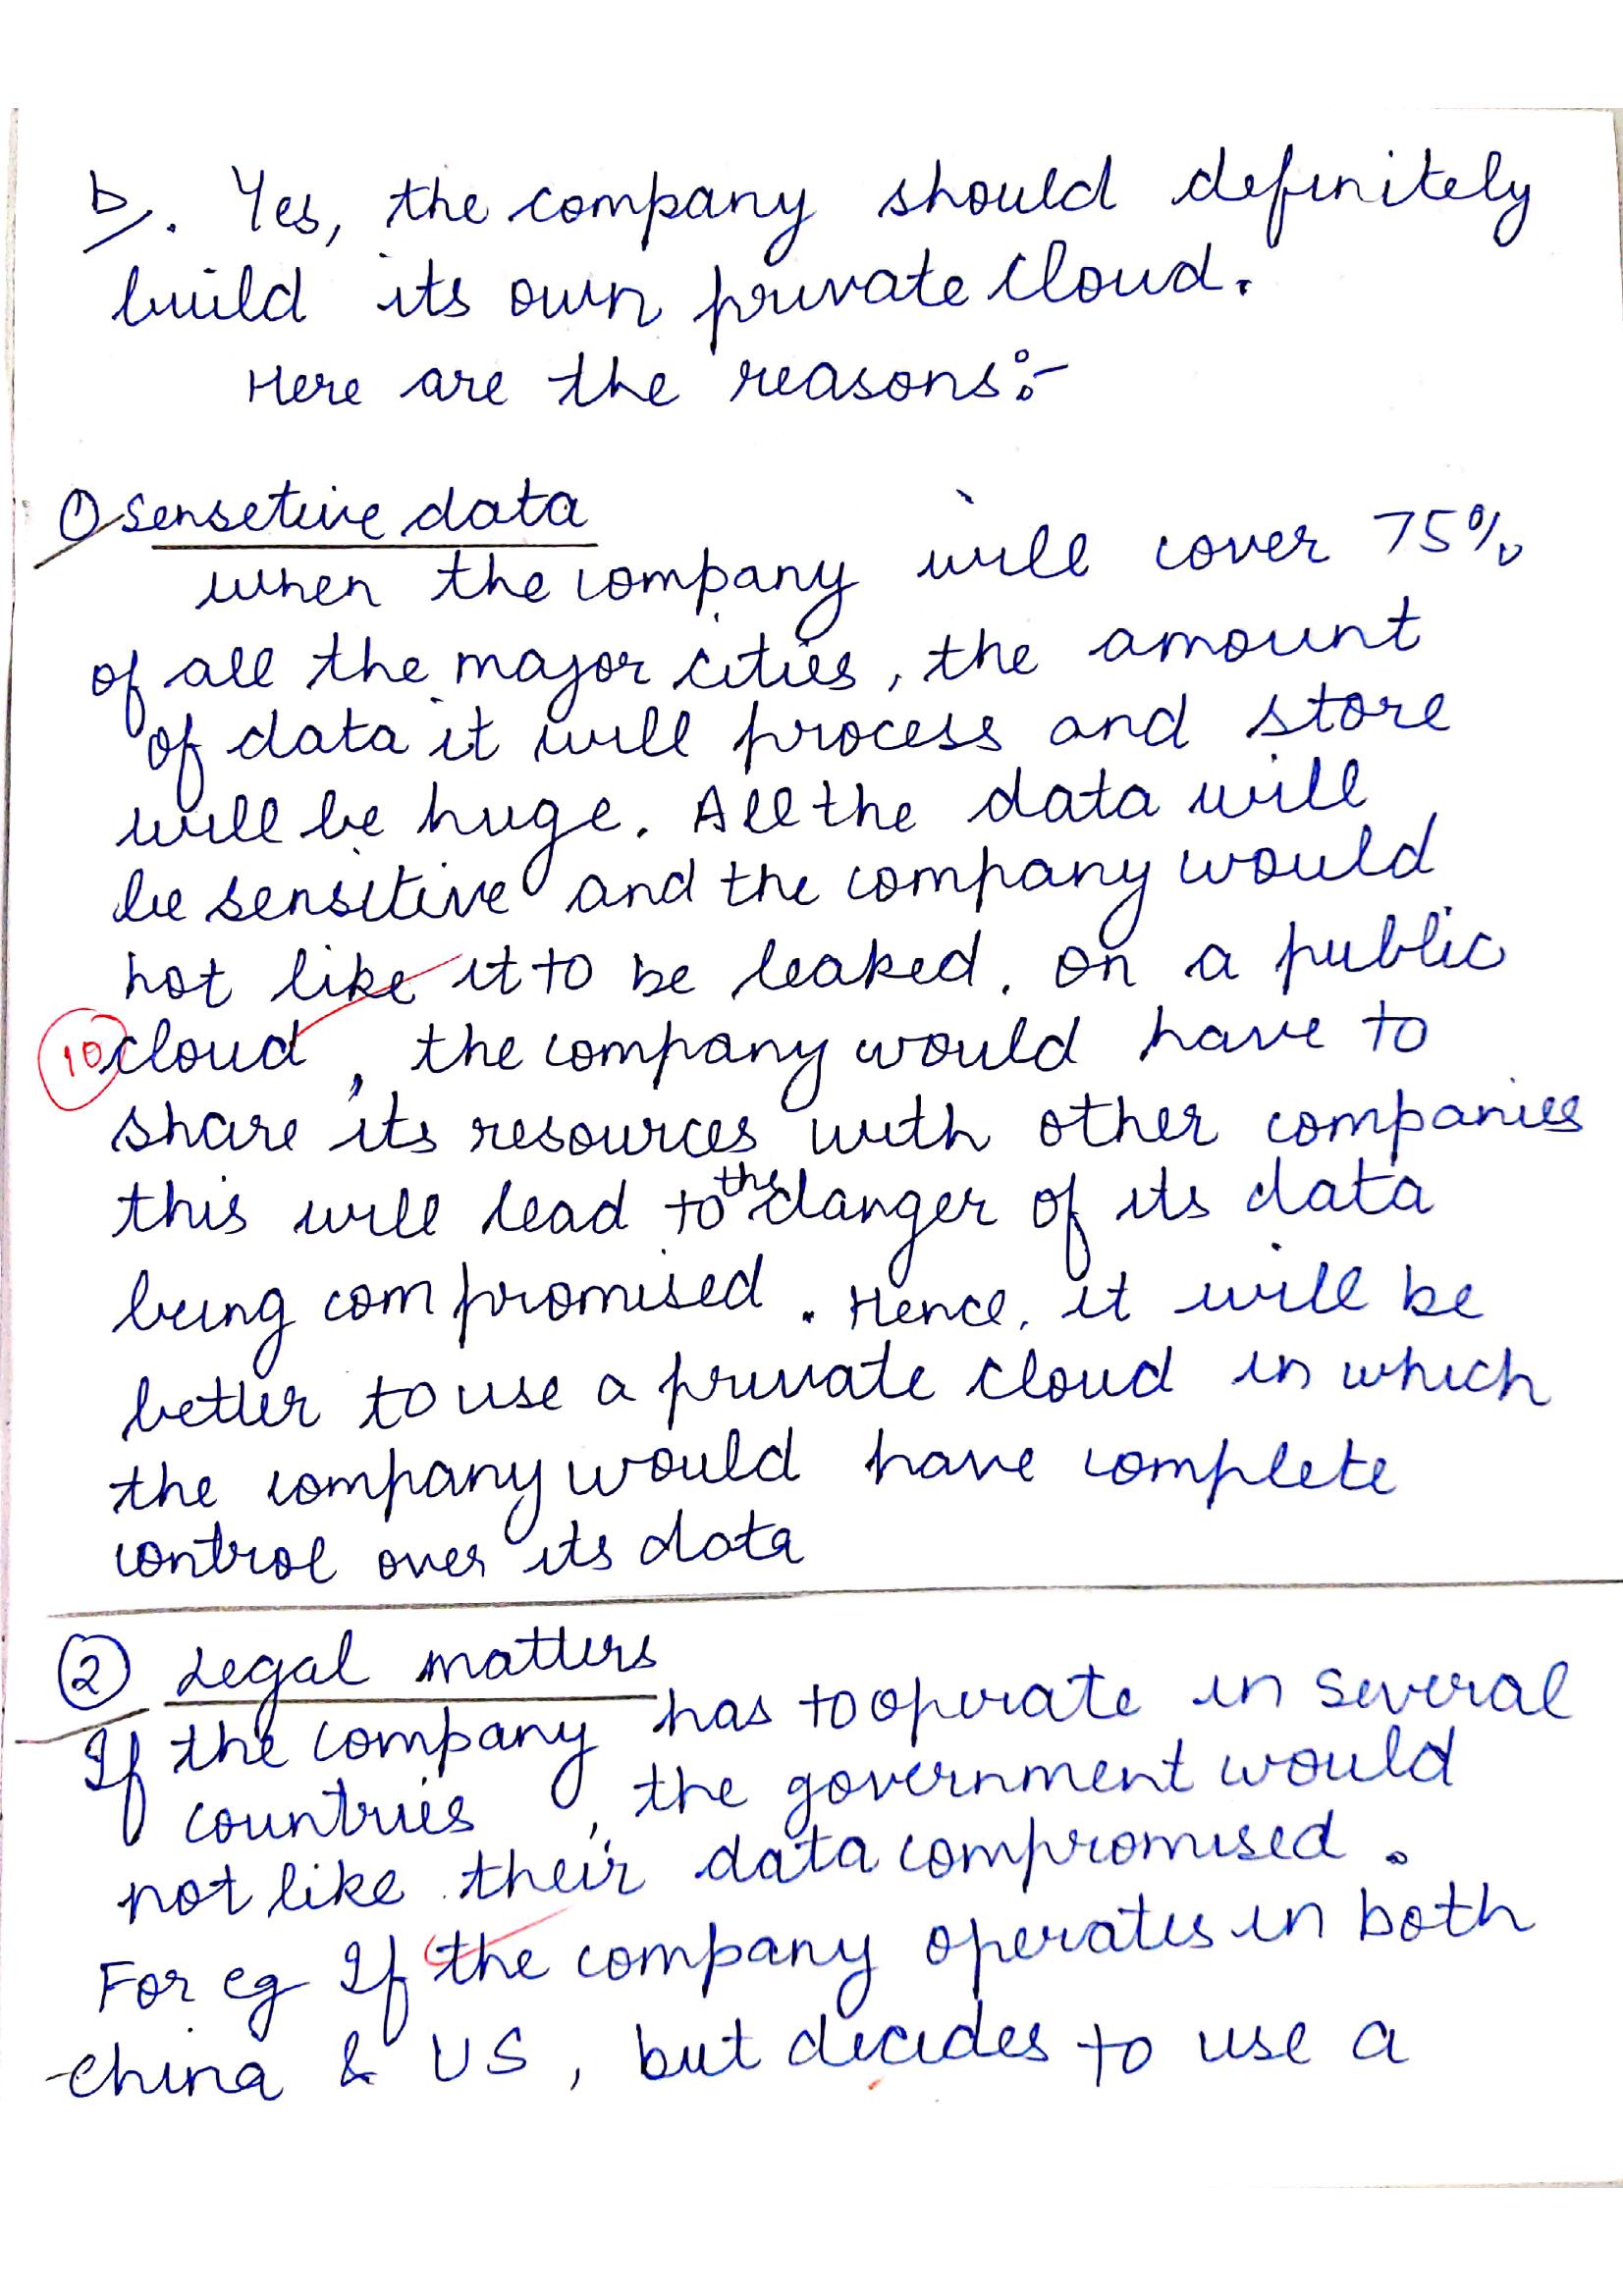 b. Yes, the company should definitely
build its own private cloud.
Here are the reasons:-
① Sensetive data
when the company will cover 75%
of all the major cities, the amount
of data it will process and store
will be huge. All the data will
be sensitive and the company would
not like it to be leaked. On a public
10
cloud, the company would have to
share its resources with other companies
this will lead to the danger of its data
being compromised. Hence, it will be
better to use a private cloud in which
the company would have complete
control over its data
② Legal matters
If the company has to operate in several
countries, the government would
not like their data compromised.
For eg If the company operates in both
China & US, but decides to use a